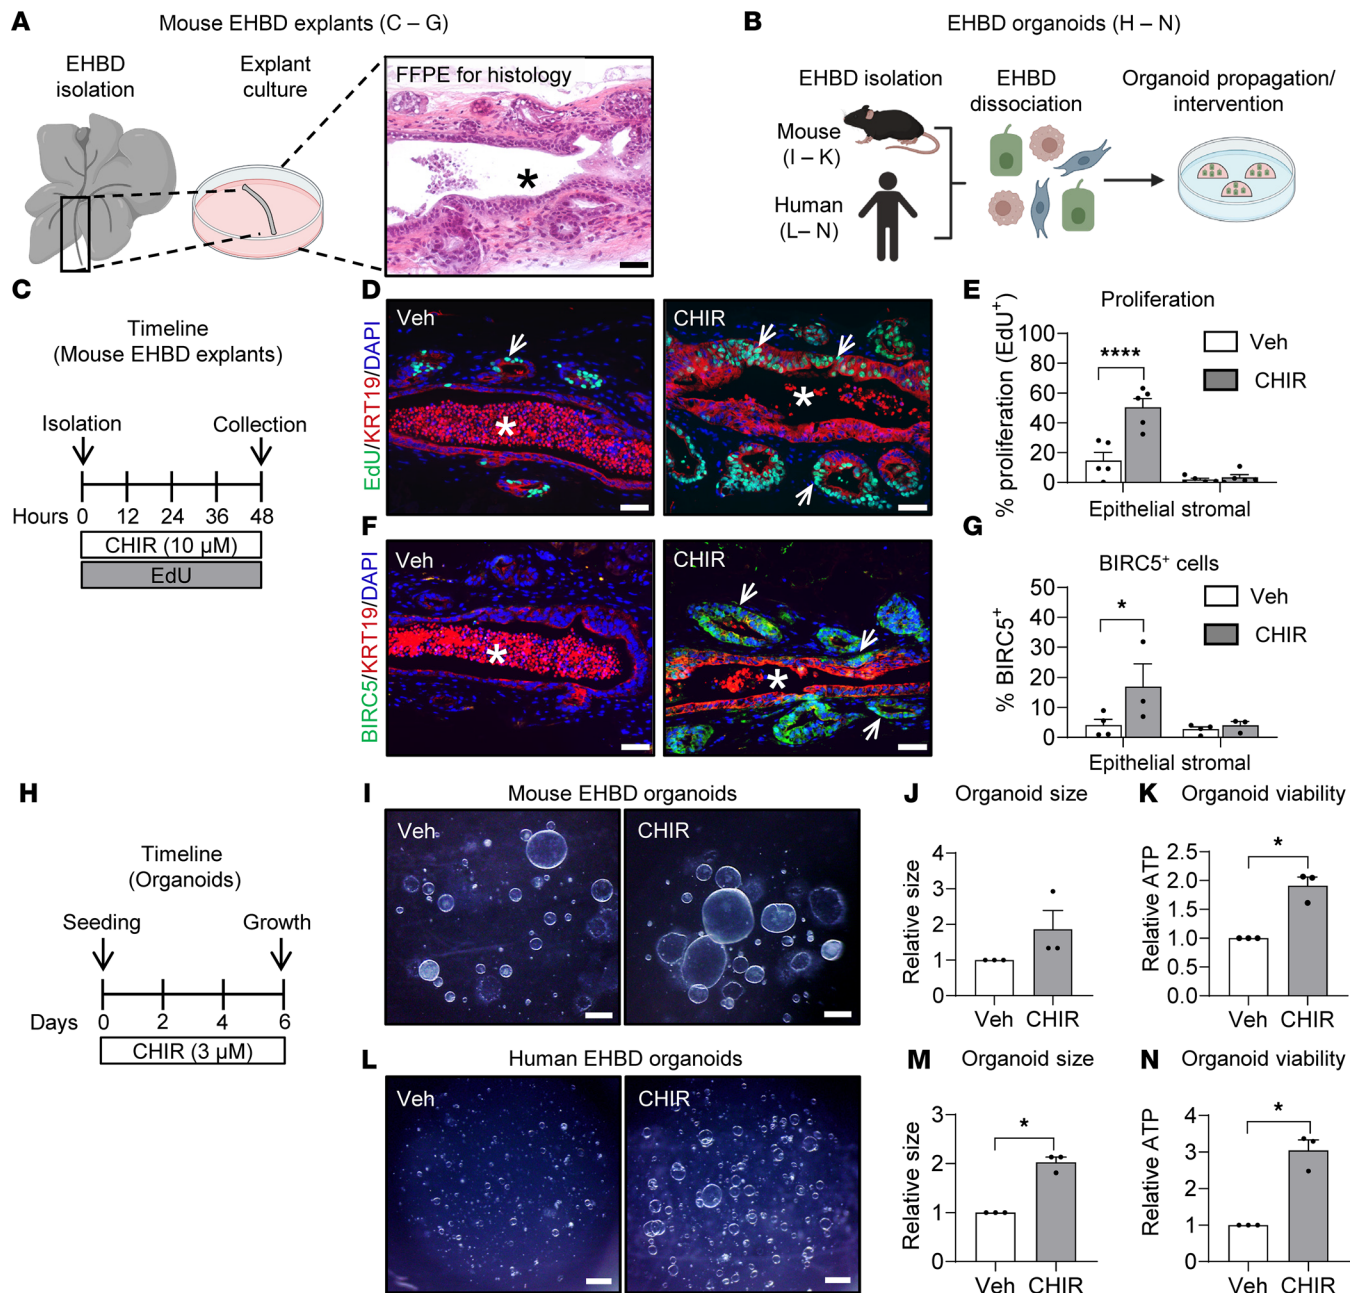 A
Mouse EHBD explants (C – G)
EHBD
isolation
Explant
culture
FFPE for histology
*
B
EHBD organoids (H – N)
EHBD isolation
Mouse
(I – K)
Human
(L– N)
EHBD
dissociation
Organoid propagation/
intervention
C
Timeline
(Mouse EHBD explants)
Isolation
Collection
Hours 0 12 24 36 48
CHIR (10 µM)
EdU
D
EdU/KRT19/DAPI
Veh
*
CHIR
*
E
Proliferation
% proliferation (EdU+)
100
80
60
40
20
0
****
Veh
CHIR
Epithelial stromal
F
BIRC5/KRT19/DAPI
Veh
*
CHIR
*
G
BIRC5+ cells
% BIRC5+
50
40
30
20
10
0
*
Veh
CHIR
Epithelial stromal
H
Timeline
(Organoids)
Seeding
Growth
Days 0 2 4 6
CHIR (3 µM)
I
Mouse EHBD organoids
Veh
CHIR
J
Organoid size
Relative size
4
3
2
1
0
Veh CHIR
K
Organoid viability
Relative ATP
2.5
2.0
1.5
1.0
0.5
0.0
*
Veh CHIR
L
Human EHBD organoids
Veh
CHIR
M
Organoid size
Relative size
3
2
1
0
*
Veh CHIR
N
Organoid viability
Relative ATP
4
3
2
1
0
*
Veh CHIR